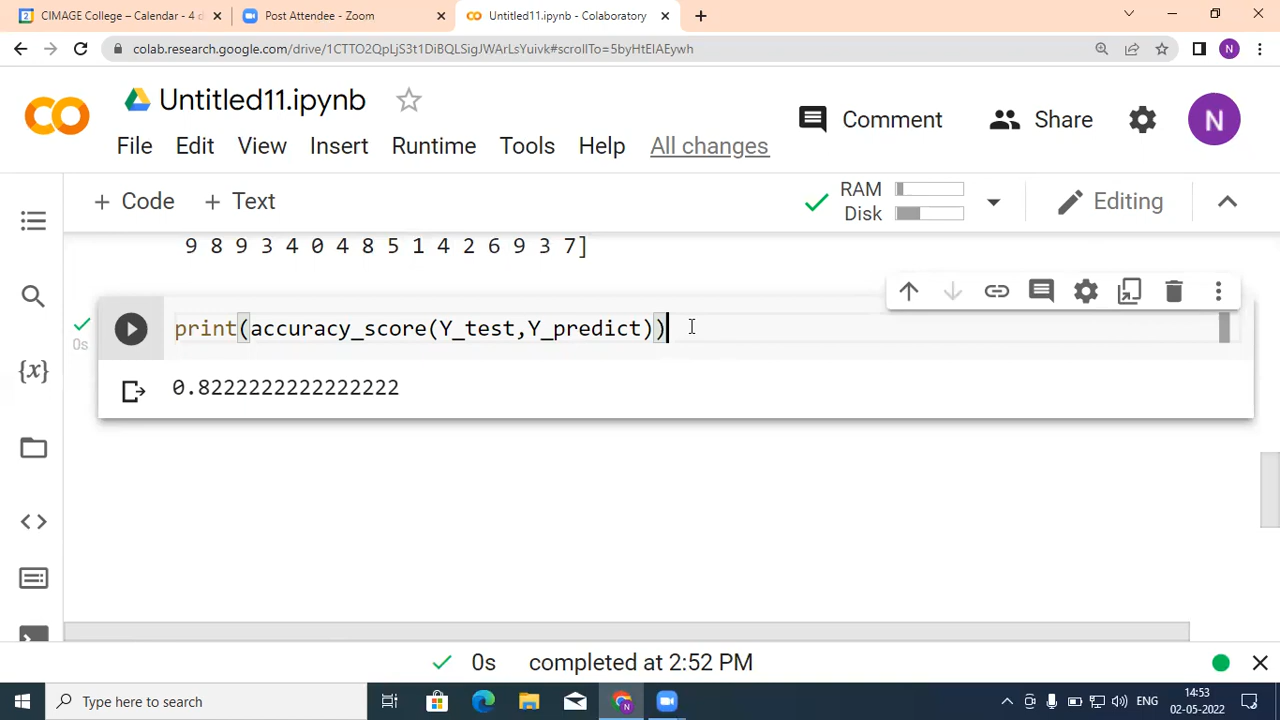 CIMAGE College – Calendar - 4 d
Post Attendee - Zoom
Untitled11.ipynb - Colaboratory
colab.research.google.com/drive/1CTTO2QpLjS3t1DiBQLSigJWArLsYuivk#scrollTo=5byHtEIAEywh
N
Untitled11.ipynb
Comment
Share
N
File Edit View Insert Runtime Tools Help All changes
+ Code + Text
RAM
Disk
Editing
9 8 9 3 4 0 4 8 5 1 4 2 6 9 3 7]
print(accuracy_score(Y_test,Y_predict))
0s
0.8222222222222222
{x}
0s completed at 2:52 PM
Type here to search
N
ENG
14:53
02-05-2022